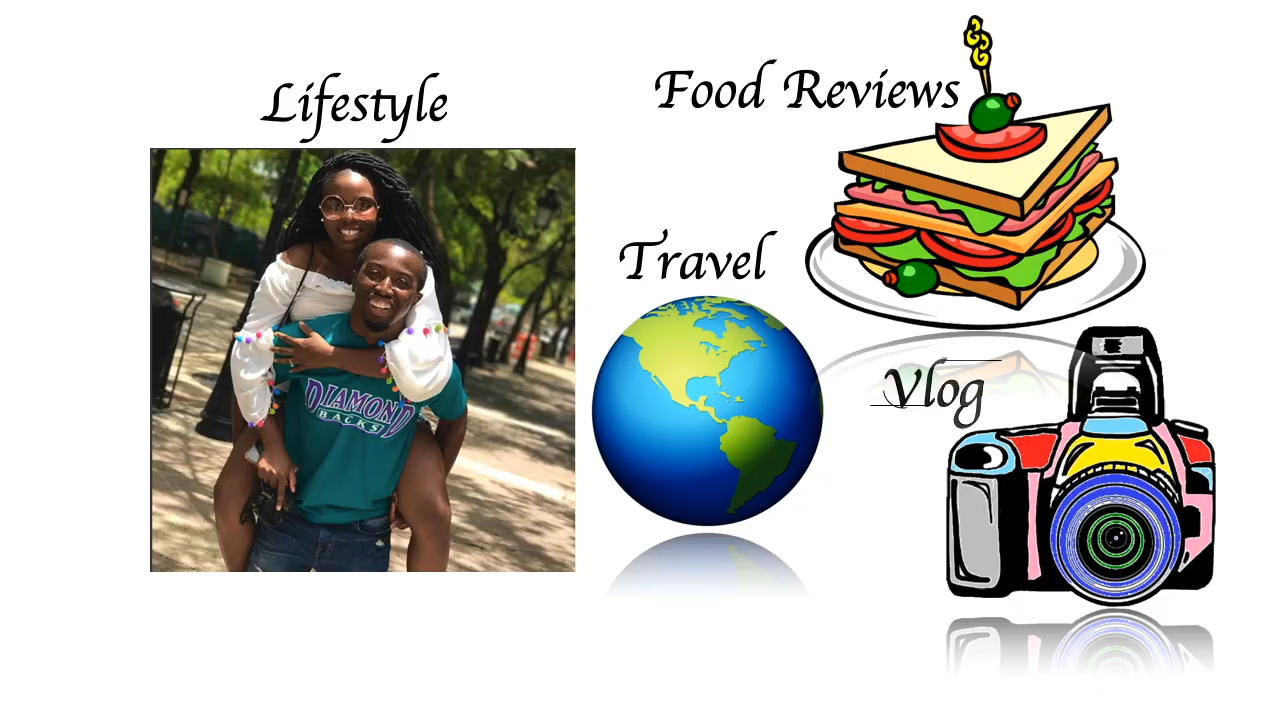 Lifestyle
Food Reviews
Travel
Vlog
DIAMOND
BACKS